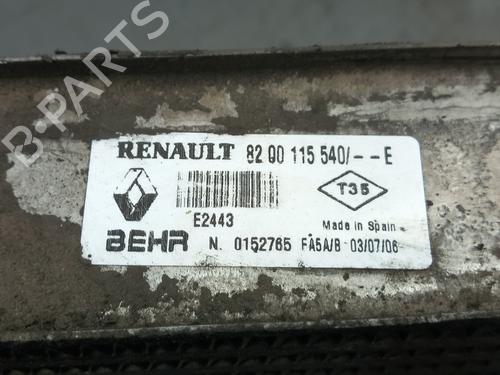 RENAULT 82 00 115 540/--E
T35
E2443
Made in Spain
BEHR N. 0152765 FA5A/B 03/07/06
B-PARTS